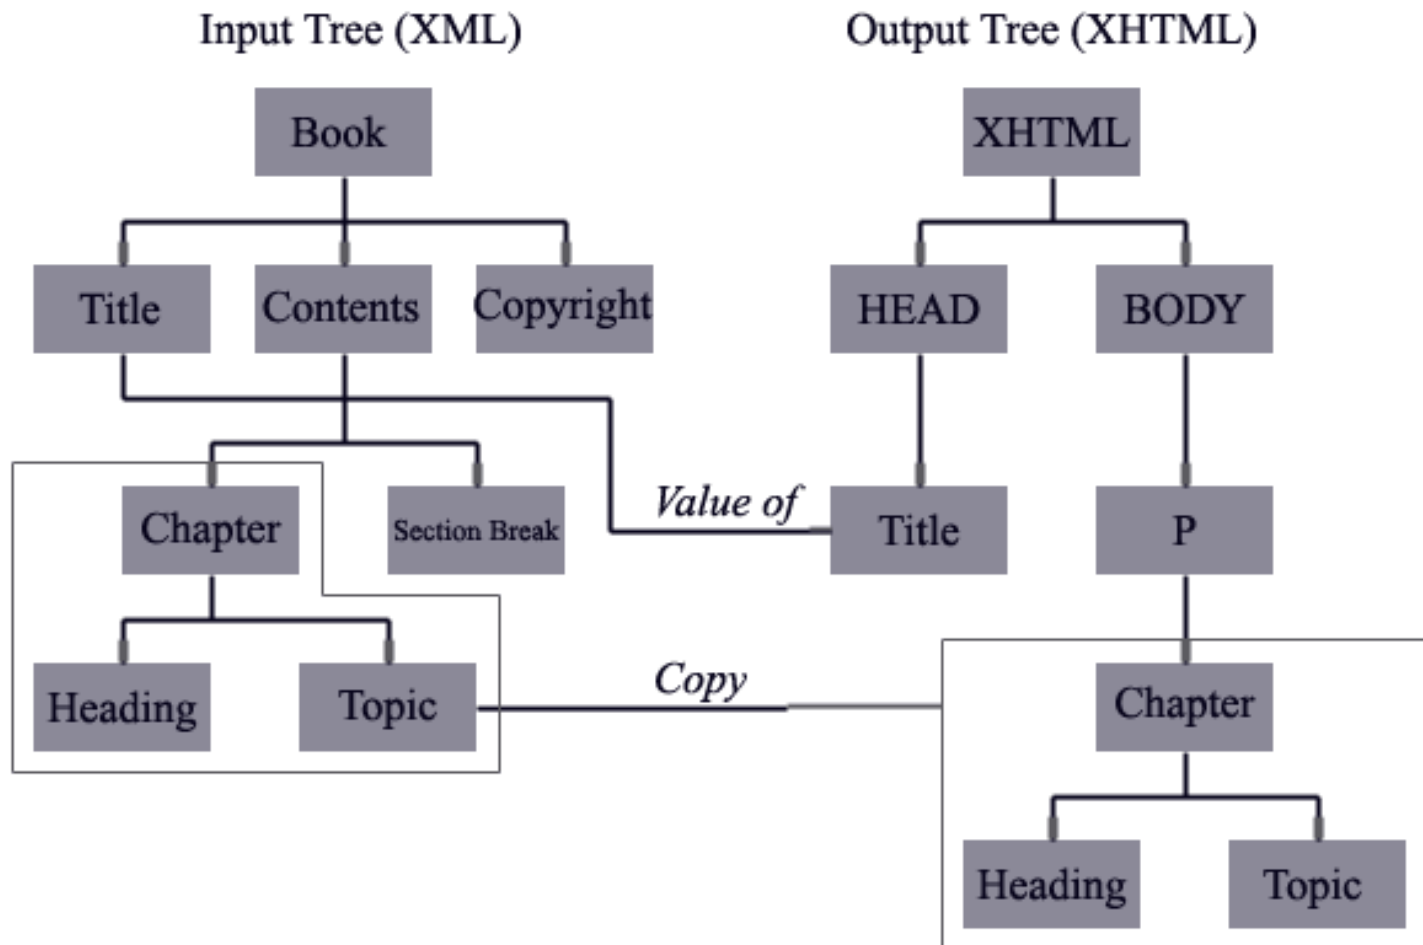 Input Tree (XML)
Output Tree (XHTML)
Book
XHTML
Title
Contents
Copyright
HEAD
BODY
Chapter
Section Break
Value of
Title
P
Heading
Topic
Copy
Chapter
Heading
Topic